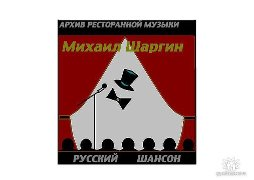 АРХИВ РЕСТОРАННОЙ МУЗЫКИ
Михаил Шаргин
РУССКИЙ ШАНСОН